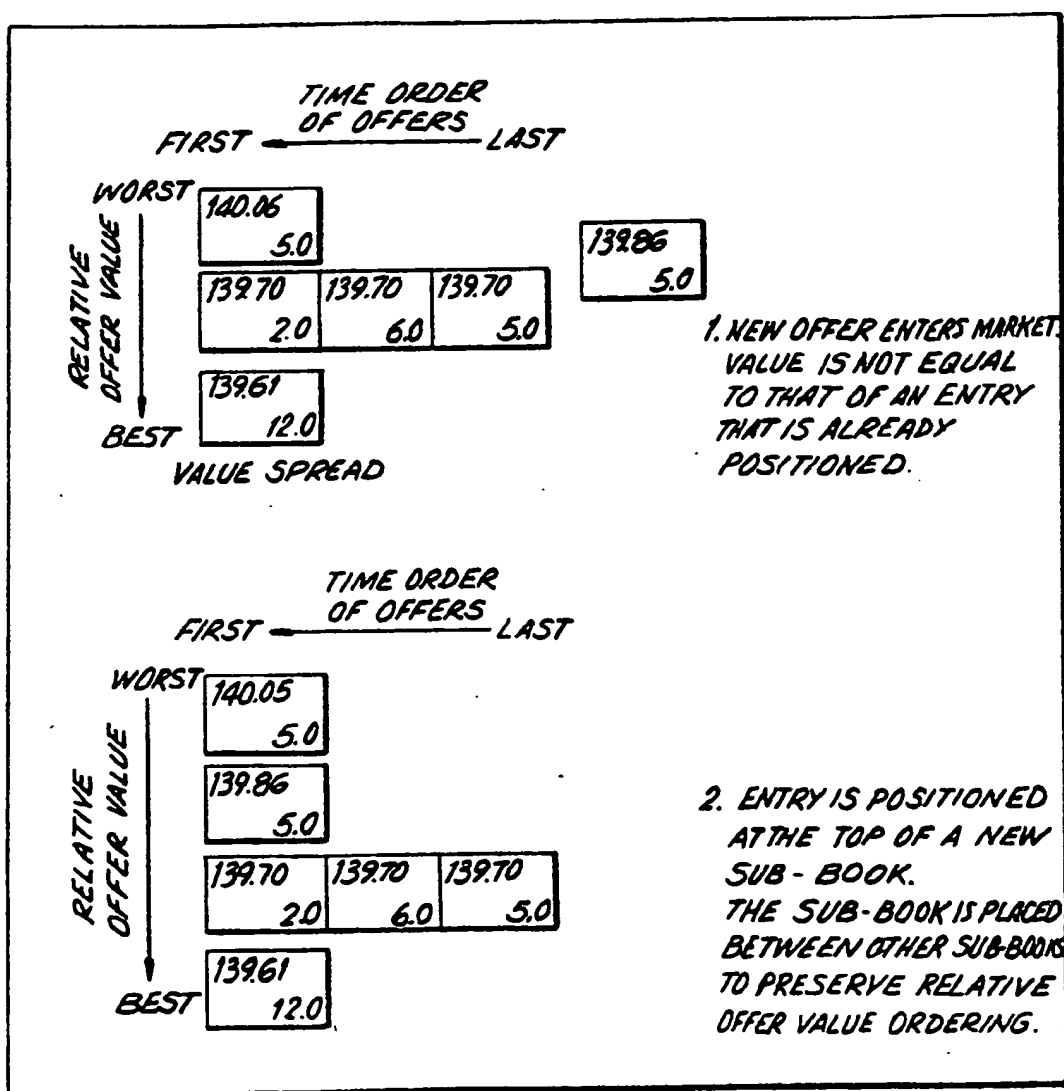 TIME ORDER
OF OFFERS
FIRST LAST
WORST
RELATIVE
OFFER VALUE
140.06
5.0
139.86
5.0
139.70 139.70 139.70
2.0 6.0 5.0
139.61
12.0
BEST
VALUE SPREAD
1. NEW OFFER ENTERS MARKET.
VALUE IS NOT EQUAL
TO THAT OF AN ENTRY
THAT IS ALREADY
POSITIONED.
TIME ORDER
OF OFFERS
FIRST LAST
WORST
RELATIVE
OFFER VALUE
140.05
5.0
139.86
5.0
139.70 139.70 139.70
2.0 6.0 5.0
139.61
12.0
BEST
2. ENTRY IS POSITIONED
AT THE TOP OF A NEW
SUB-BOOK.
THE SUB-BOOK IS PLACED
BETWEEN OTHER SUB-BOOKS
TO PRESERVE RELATIVE
OFFER VALUE ORDERING.